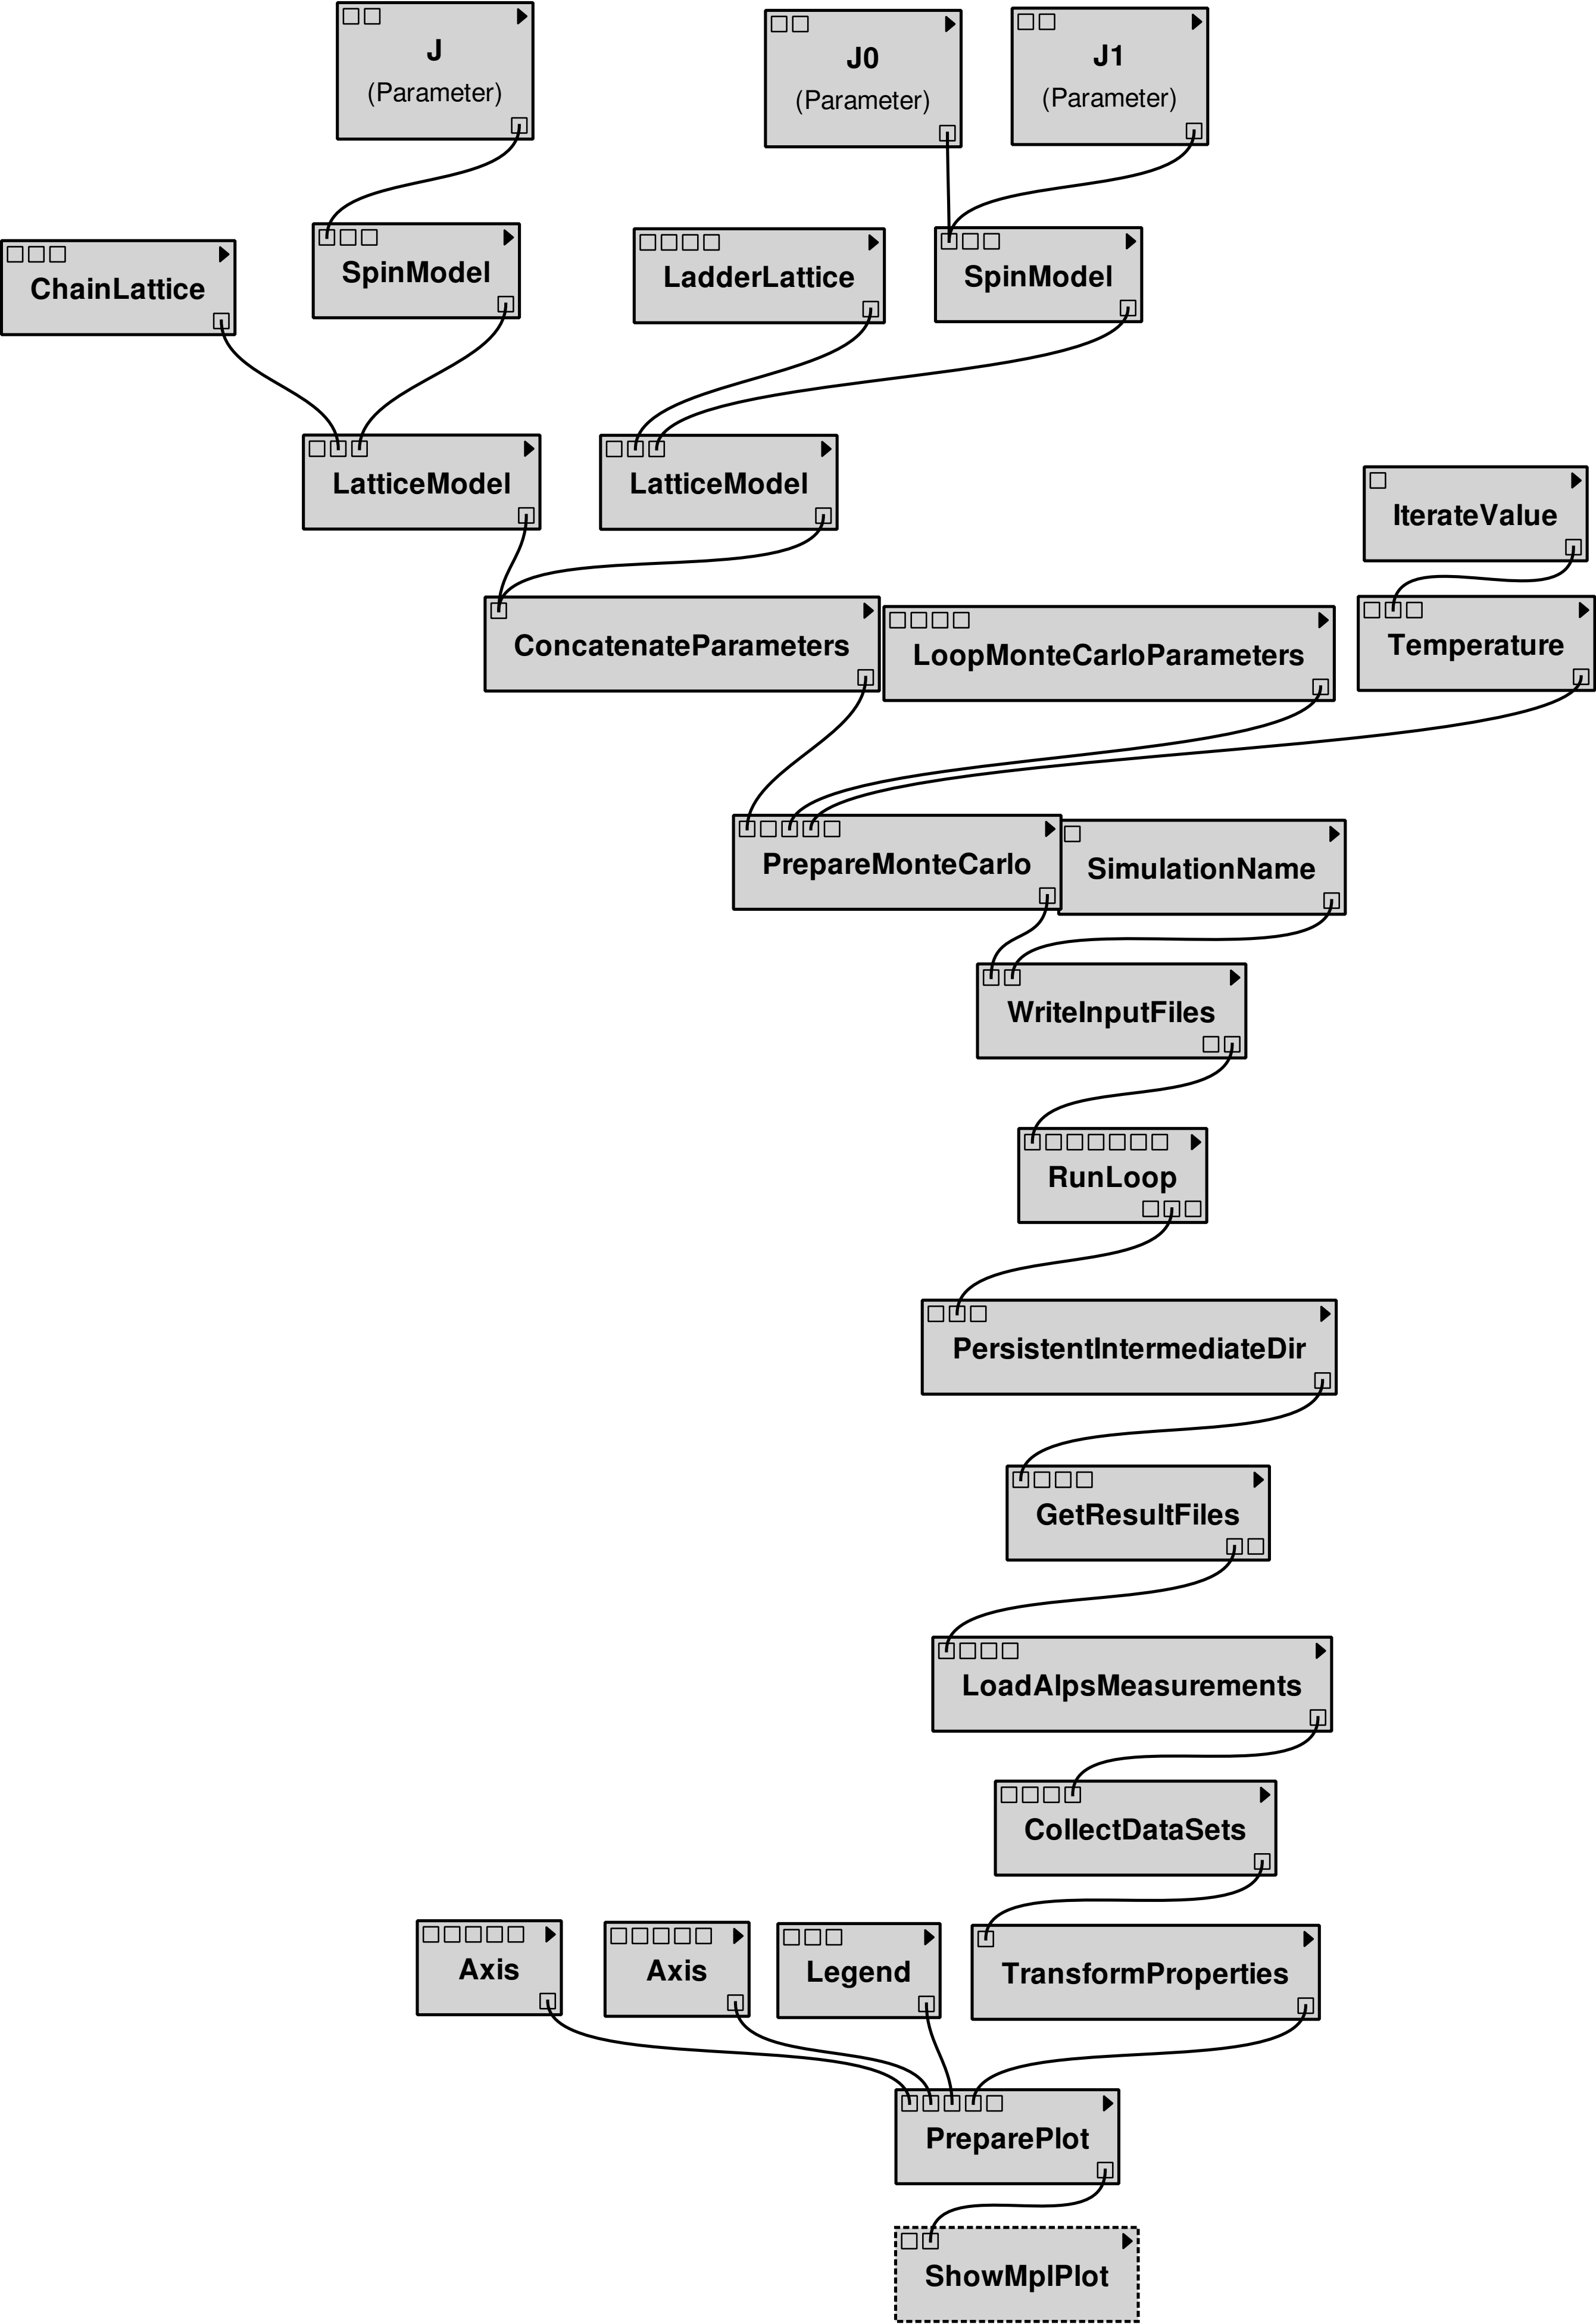 J
(Parameter)
J0
(Parameter)
J1
(Parameter)
ChainLattice
SpinModel
LadderLattice
SpinModel
LatticeModel
LatticeModel
IterateValue
ConcatenateParameters
LoopMonteCarloParameters
Temperature
PrepareMonteCarlo
SimulationName
WriteInputFiles
RunLoop
PersistentIntermediateDir
GetResultFiles
LoadAlpsMeasurements
CollectDataSets
Axis
Axis
Legend
TransformProperties
PreparePlot
ShowMplPlot